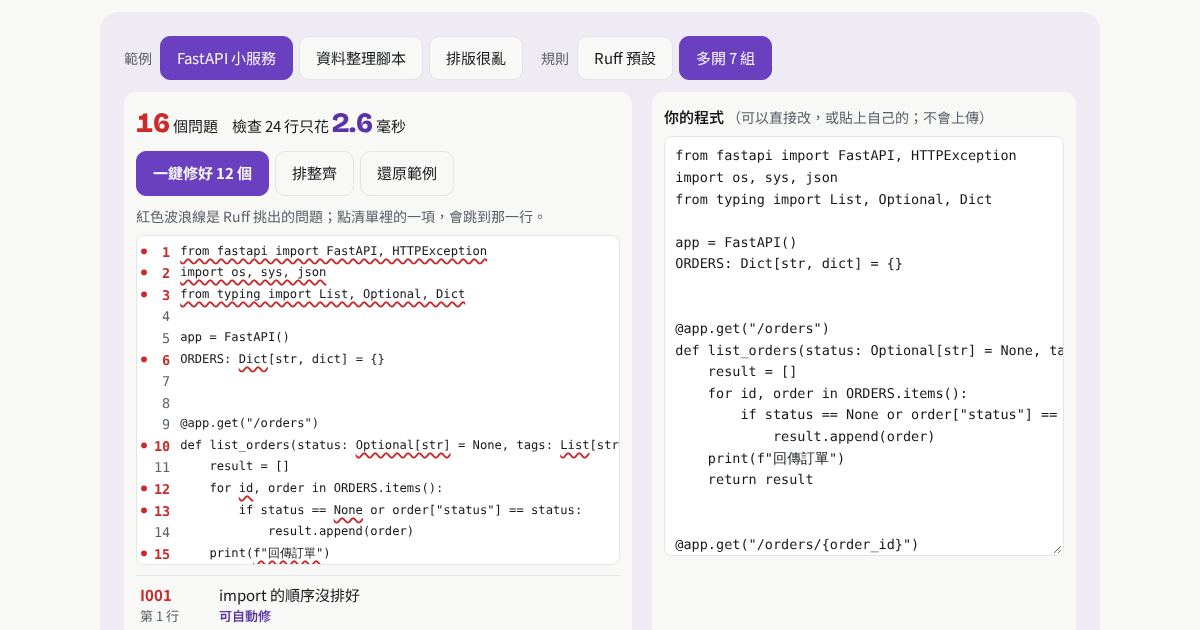 範例 FastAPI 小服務 資料整理腳本 排版很亂 規則 Ruff 預設 多開 7 組
16 個問題 檢查 24 行只花 2.6 毫秒
一鍵修好 12 個 排整齊 還原範例
紅色波浪線是 Ruff 挑出的問題；點清單裡的一項，會跳到那一行。
1 from fastapi import FastAPI, HTTPException
2 import os, sys, json
3 from typing import List, Optional, Dict
4
5 app = FastAPI()
6 ORDERS: Dict[str, dict] = {}
7
8
9 @app.get("/orders")
10 def list_orders(status: Optional[str] = None, tags: List[str
11 result = []
12 for id, order in ORDERS.items():
13 if status == None or order["status"] == status:
14 result.append(order)
15 print(f"回傳訂單")
I001 import 的順序沒排好
第 1 行 可自動修
你的程式 （可以直接改，或貼上自己的；不會上傳）
from fastapi import FastAPI, HTTPException
import os, sys, json
from typing import List, Optional, Dict
app = FastAPI()
ORDERS: Dict[str, dict] = {}
@app.get("/orders")
def list_orders(status: Optional[str] = None, ta
result = []
for id, order in ORDERS.items():
if status == None or order["status"] ==
result.append(order)
print(f"回傳訂單")
return result
@app.get("/orders/{order_id}")